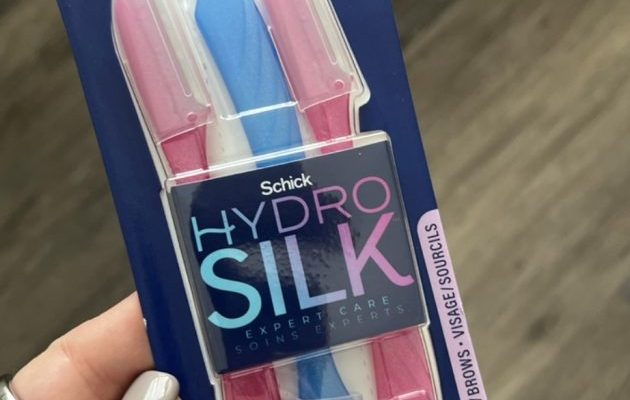 Schick
HYDRO
SILK
EXPERT CARE
SOINS EXPERTS
/BROWS • VISAGE/SOURCILS